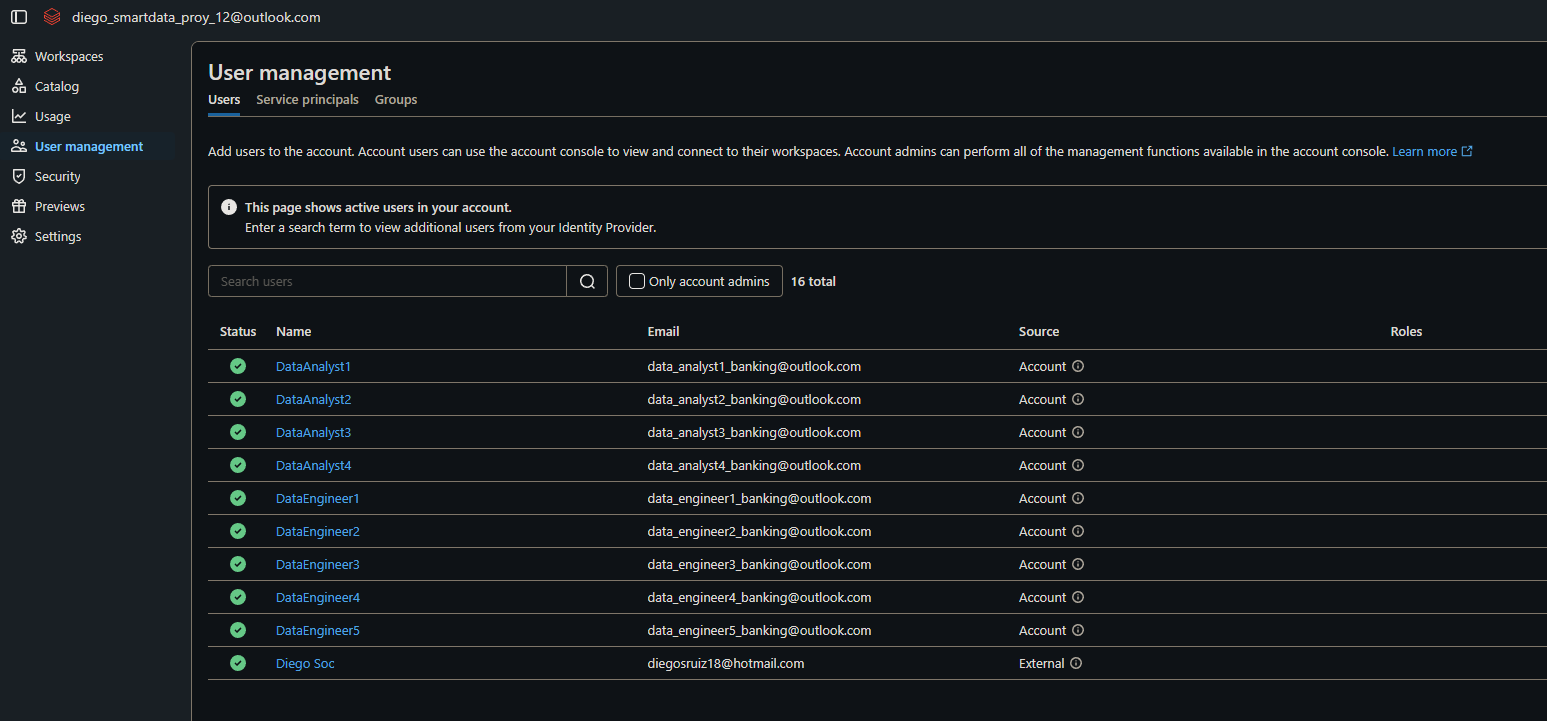 diego_smartdata_proy_12@outlook.com
Workspaces
Catalog
Usage
User management
Security
Previews
Settings
User management
Users Service principals Groups
Add users to the account. Account users can use the account console to view and connect to their workspaces. Account admins can perform all of the management functions available in the account console. Learn more
This page shows active users in your account.
Enter a search term to view additional users from your Identity Provider.
Search users Only account admins 16 total
Status Name Email Source Roles
DataAnalyst1 data_analyst1_banking@outlook.com Account
DataAnalyst2 data_analyst2_banking@outlook.com Account
DataAnalyst3 data_analyst3_banking@outlook.com Account
DataAnalyst4 data_analyst4_banking@outlook.com Account
DataEngineer1 data_engineer1_banking@outlook.com Account
DataEngineer2 data_engineer2_banking@outlook.com Account
DataEngineer3 data_engineer3_banking@outlook.com Account
DataEngineer4 data_engineer4_banking@outlook.com Account
DataEngineer5 data_engineer5_banking@outlook.com Account
Diego Soc diegosruiz18@hotmail.com External